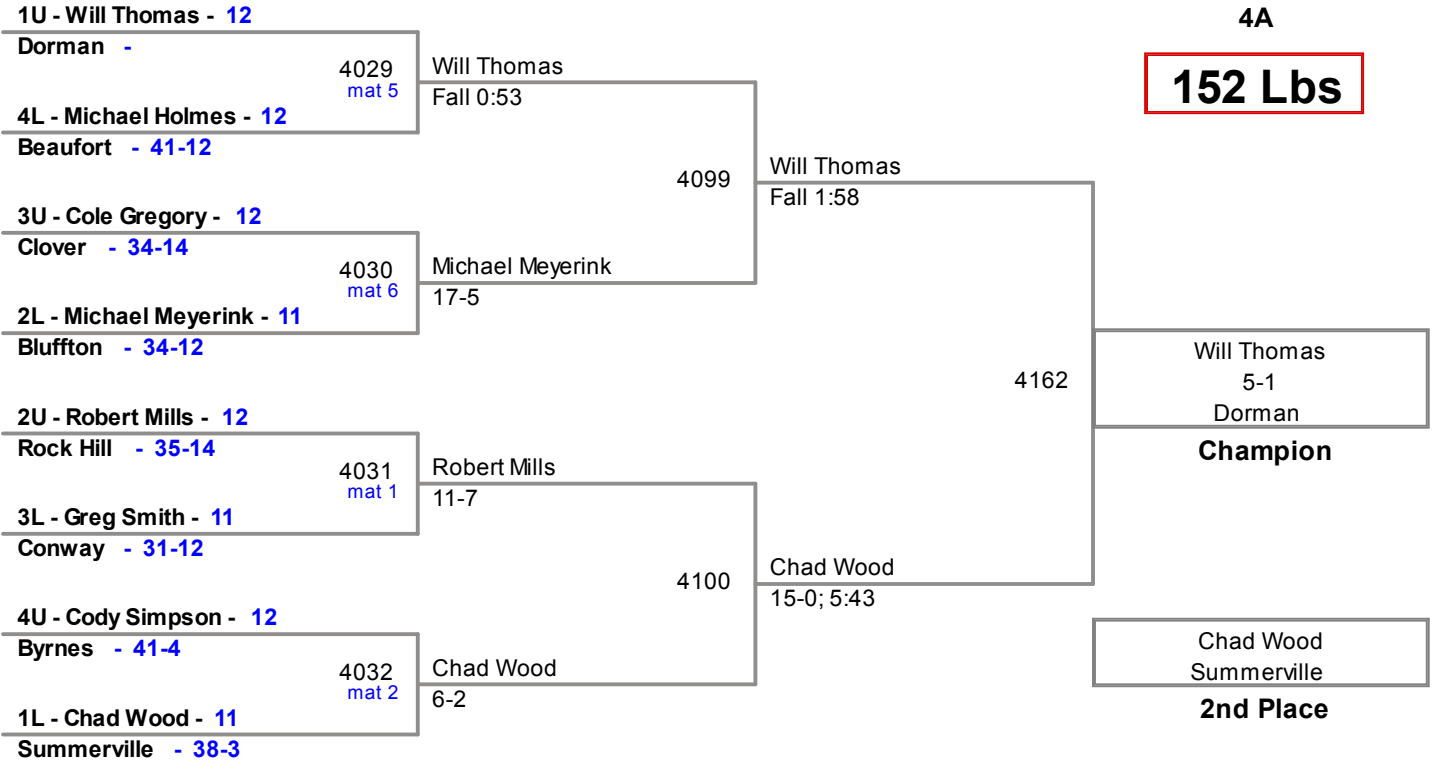 1U - Will Thomas - 12
Dorman -
4029
mat 5
4L - Michael Holmes - 12
Beaufort - 41-12
3U - Cole Gregory - 12
Clover - 34-14
4030
mat 6
2L - Michael Meyerink - 11
Bluffton - 34-12
2U - Robert Mills - 12
Rock Hill - 35-14
4031
mat 1
3L - Greg Smith - 11
Conway - 31-12
4U - Cody Simpson - 12
Byrnes - 41-4
4032
mat 2
1L - Chad Wood - 11
Summerville - 38-3
Will Thomas
Fall 0:53
4099
Michael Meyerink
17-5
Robert Mills
11-7
4100
Chad Wood
6-2
Will Thomas
Fall 1:58
4162
Chad Wood
15-0; 5:43
4A
152 Lbs
Will Thomas
5-1
Dorman
Champion
Chad Wood
Summerville
2nd Place